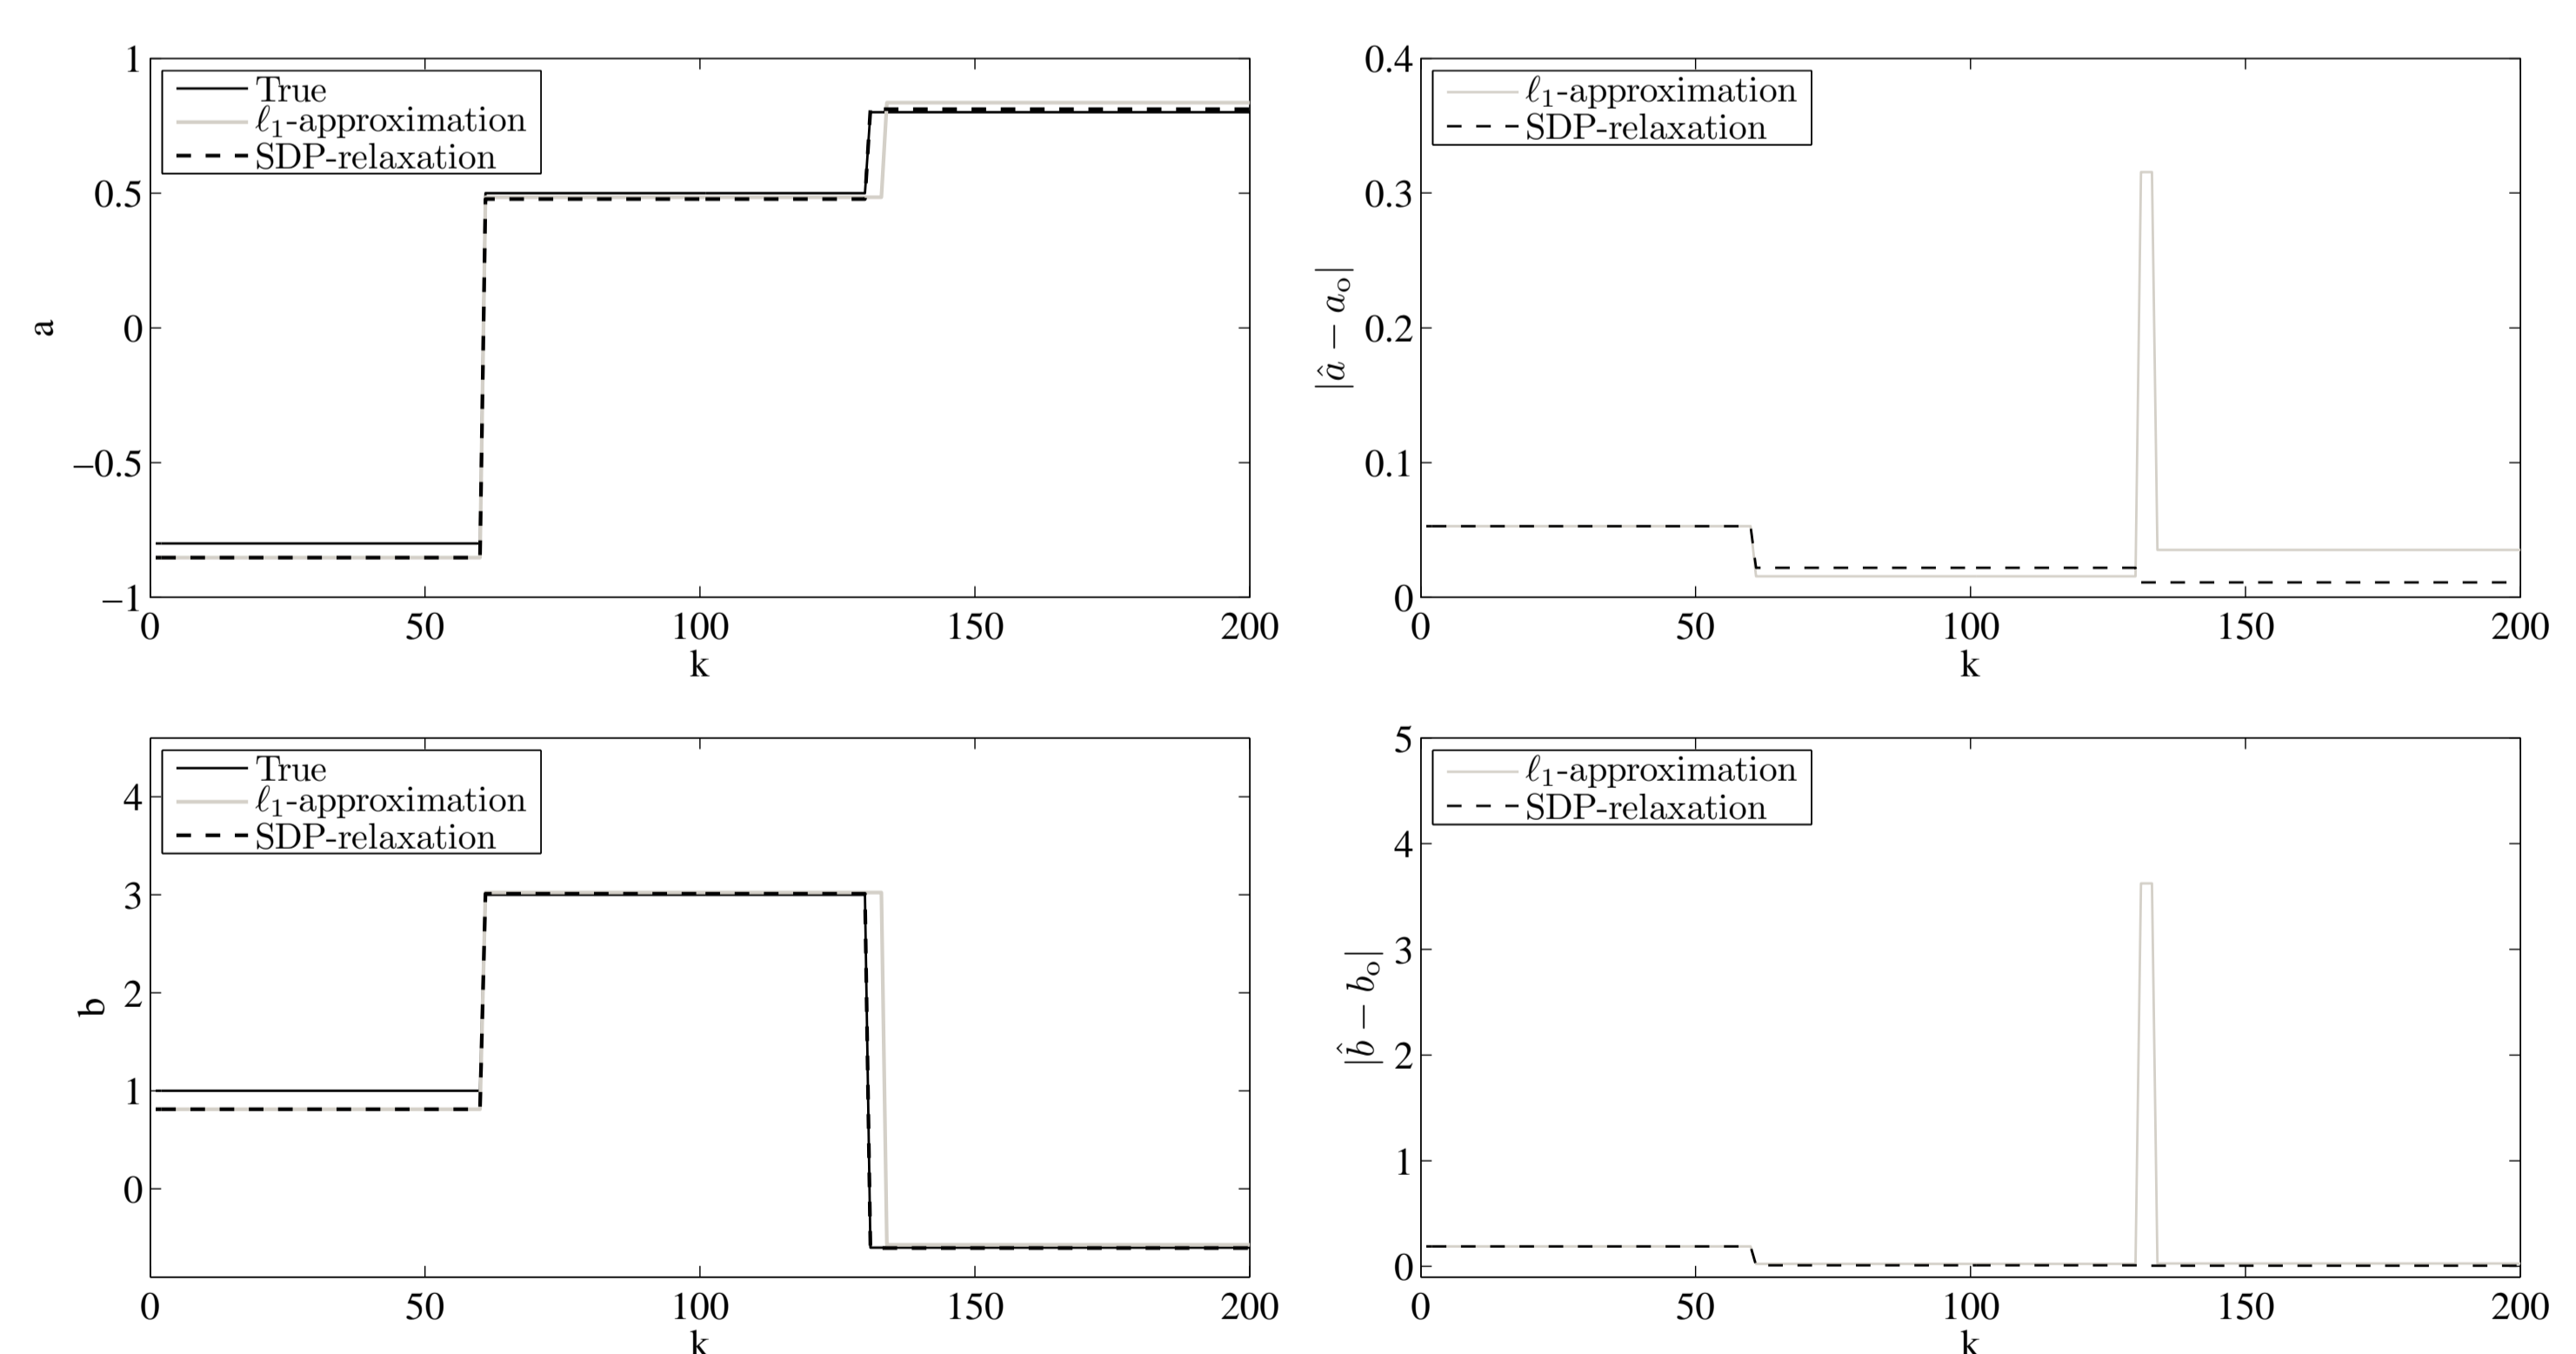 1
0.5
0
−0.5
−1
a
True
ℓ₁-approximation
SDP-relaxation
0 50 100 150 200
k
0.4
0.3
0.2
0.1
0
|â − aₒ|
ℓ₁-approximation
SDP-relaxation
0 50 100 150 200
k
4
3
2
1
0
b
True
ℓ₁-approximation
SDP-relaxation
0 50 100 150 200
k
5
4
3
2
1
0
|b̂ − bₒ|
ℓ₁-approximation
SDP-relaxation
0 50 100 150 200
k